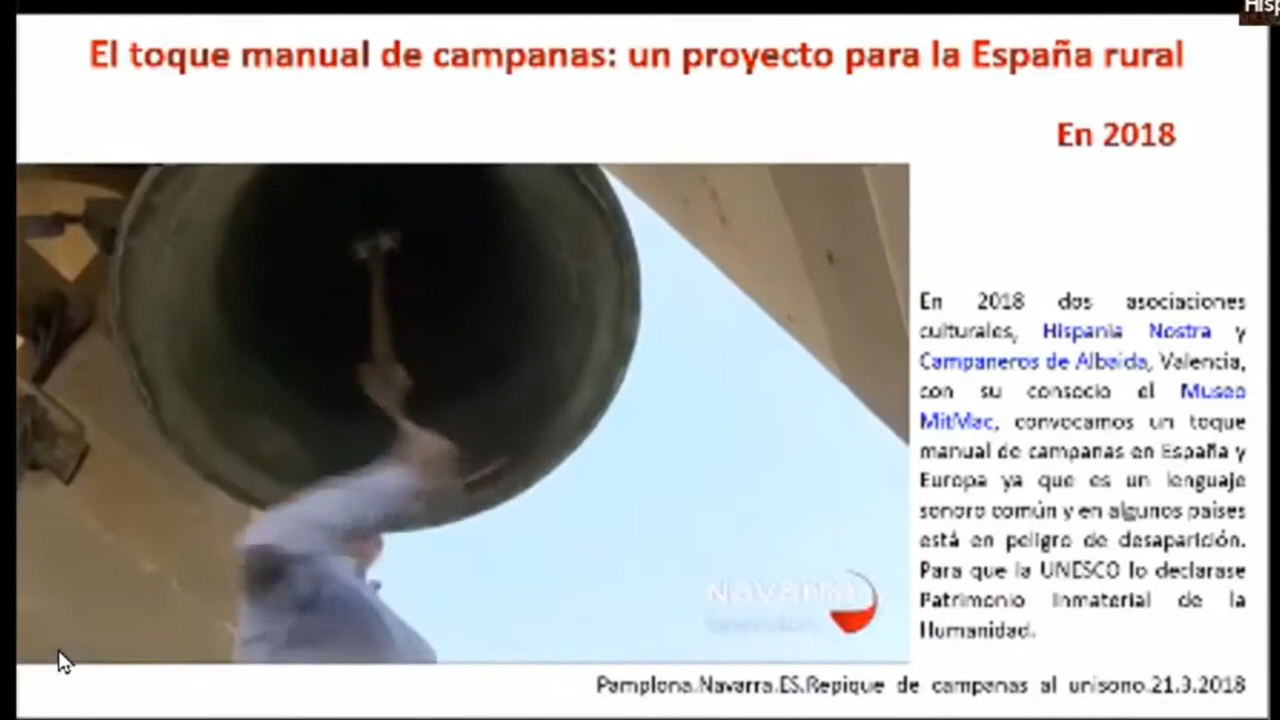 Hisp
El toque manual de campanas: un proyecto para la España rural
En 2018
En 2018 dos asociaciones
culturales, Hispania Nostra y
Campaneros de Albaida, Valencia,
con su consocio el Museo
MitMac, convocamos un toque
manual de campanas en España y
Europa ya que es un lenguaje
sonoro común y en algunos países
está en peligro de desaparición.
Para que la UNESCO lo declarase
Patrimonio Inmaterial de la
Humanidad.
Navarra
Pamplona.Navarra.ES.Repique de campanas al unisono.21.3.2018